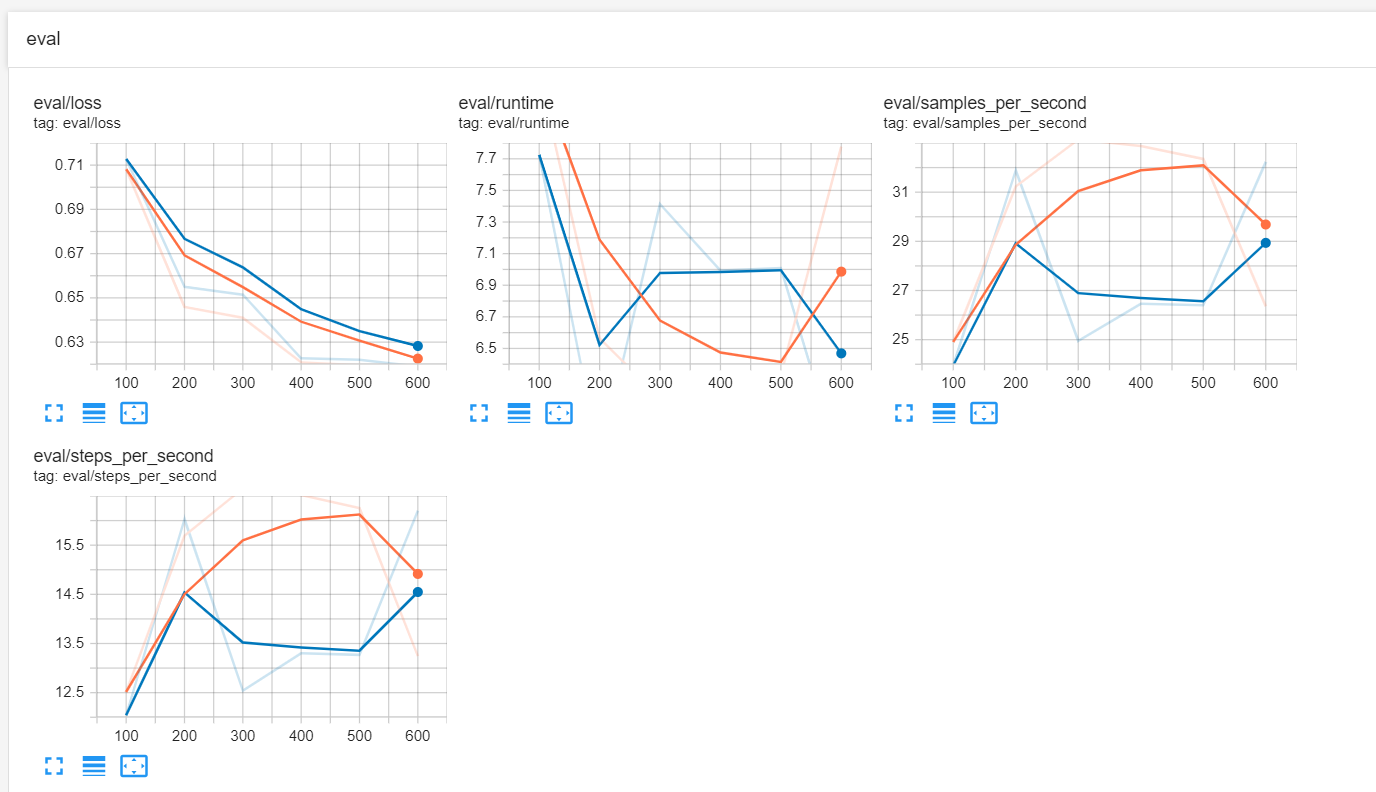 eval
eval/loss
tag: eval/loss
0.71
0.69
0.67
0.65
0.63
100 200 300 400 500 600
eval/runtime
tag: eval/runtime
7.7
7.5
7.3
7.1
6.9
6.7
6.5
100 200 300 400 500 600
eval/samples_per_second
tag: eval/samples_per_second
31
29
27
25
100 200 300 400 500 600
eval/steps_per_second
tag: eval/steps_per_second
15.5
14.5
13.5
12.5
100 200 300 400 500 600